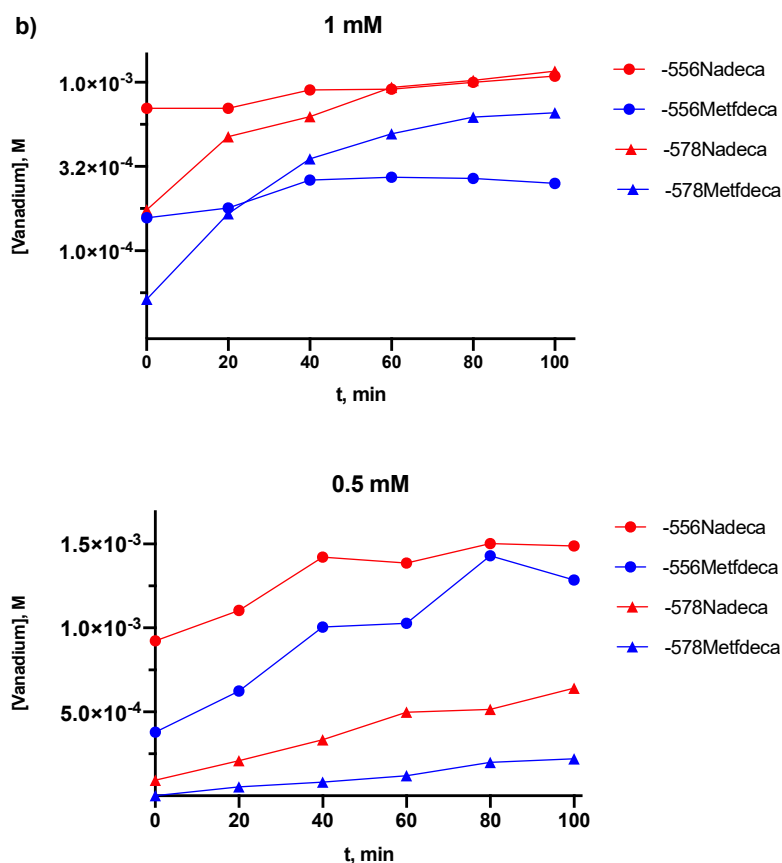 b)
1 mM
[Vanadium], M
1.0×10⁻³
3.2×10⁻⁴
1.0×10⁻⁴
0 20 40 60 80 100
t, min
-556Nadeca
-556Metfdeca
-578Nadeca
-578Metfdeca
0.5 mM
[Vanadium], M
1.5×10⁻³
1.0×10⁻³
5.0×10⁻⁴
0 20 40 60 80 100
t, min
-556Nadeca
-556Metfdeca
-578Nadeca
-578Metfdeca